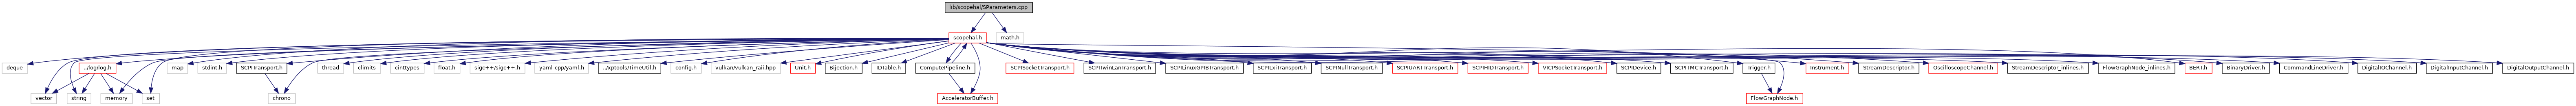 lib/scopehal/SParameters.cpp
scopehal.h
math.h
deque
../log/log.h
map
stdint.h
SCPITransport.h
thread
climits
cinttypes
float.h
sigc++/sigc++.h
yaml-cpp/yaml.h
../xptools/TimeUtil.h
config.h
vulkan/vulkan_raii.hpp
Unit.h
Bijection.h
IDTable.h
ComputePipeline.h
SCPISocketTransport.h
SCPITwinLanTransport.h
SCPILinuxGPIBTransport.h
SCPILxiTransport.h
SCPINullTransport.h
SCPIUARTTransport.h
SCPIHIDTransport.h
VICPSocketTransport.h
SCPIDevice.h
SCPITMCTransport.h
Trigger.h
Instrument.h
StreamDescriptor.h
OscilloscopeChannel.h
StreamDescriptor_inlines.h
FlowGraphNode_inlines.h
BERT.h
BinaryDriver.h
CommandLineDriver.h
DigitalIOChannel.h
DigitalInputChannel.h
DigitalOutputChannel.h
vector
string
memory
set
chrono
AcceleratorBuffer.h
FlowGraphNode.h